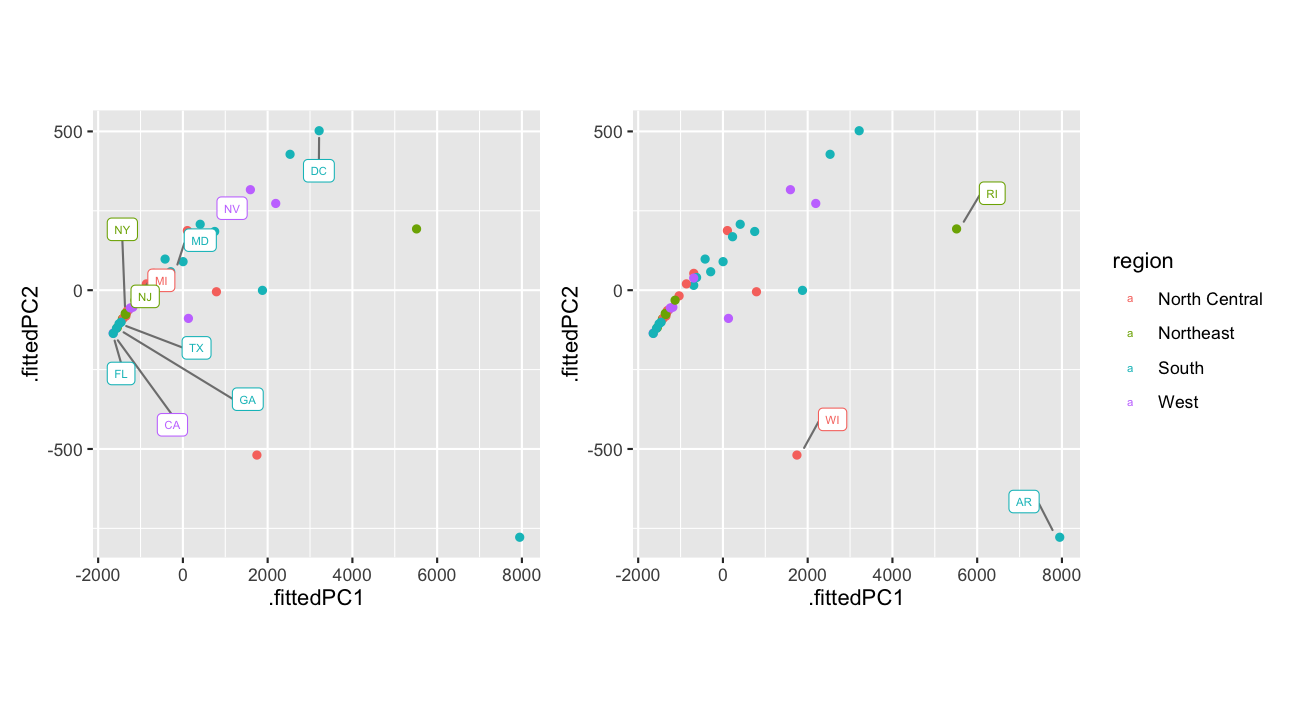 .fittedPC2
500
0
-500
DC
NV
NY
MD
MI
NJ
TX
FL
GA
CA
-2000 0 2000 4000 6000 8000
.fittedPC1
.fittedPC2
500
0
-500
RI
WI
AR
-2000 0 2000 4000 6000 8000
.fittedPC1
region
a North Central
a Northeast
a South
a West